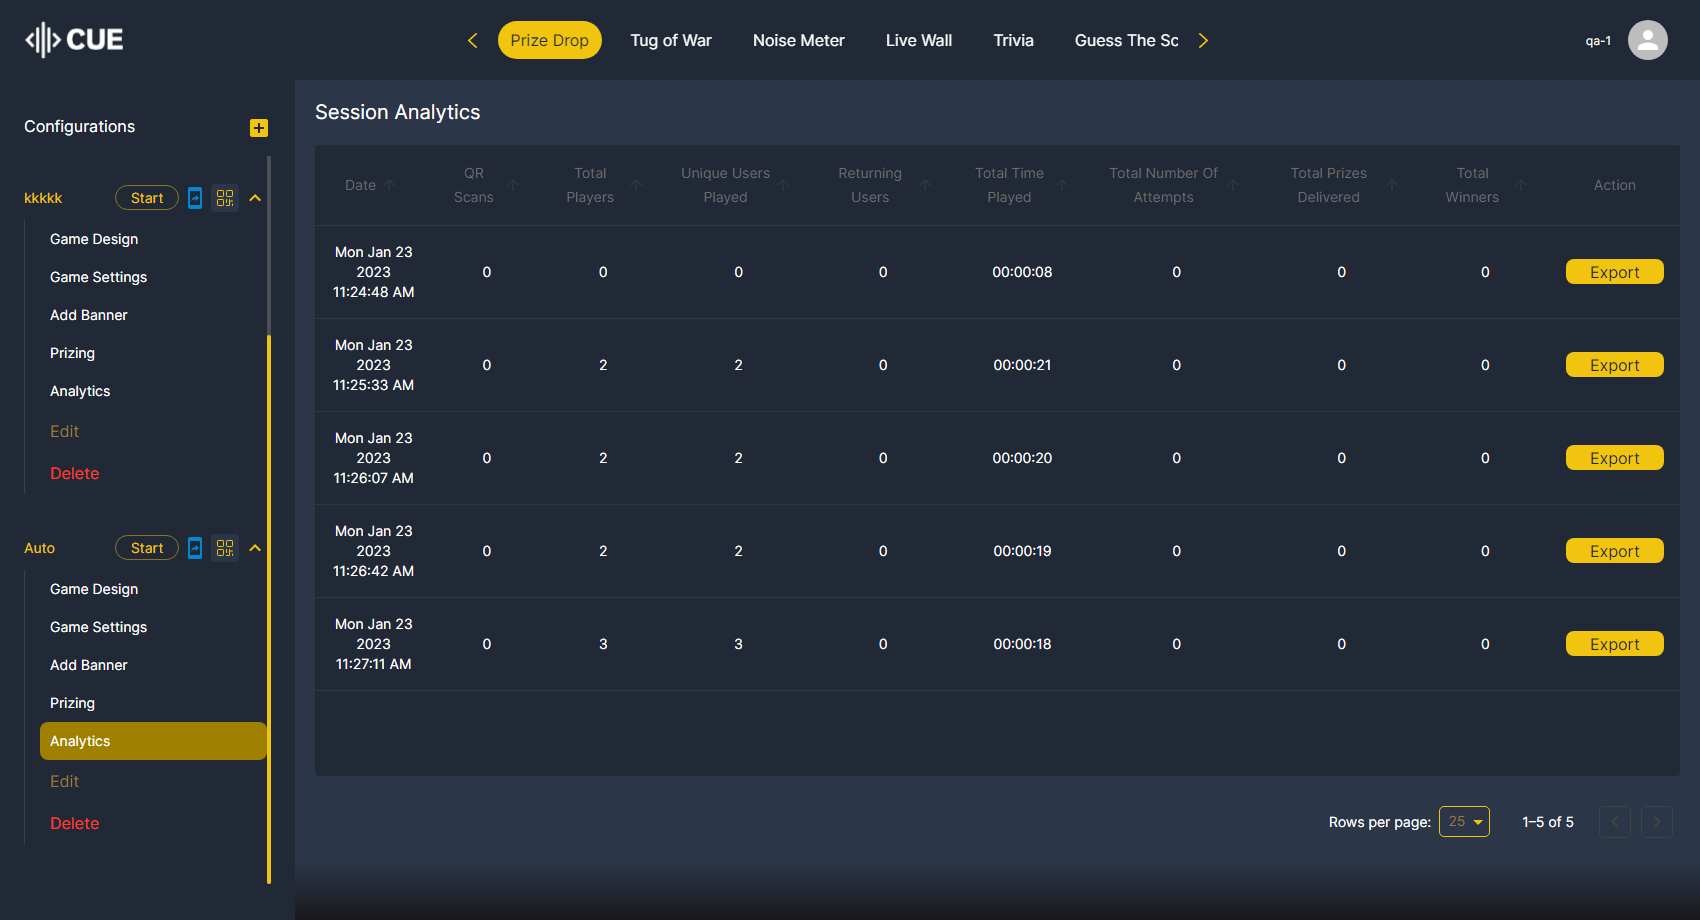 CUE
Prize Drop
Tug of War
Noise Meter
Live Wall
Trivia
Guess The Sc
qa-1
Configurations
kkkkk
Start
Game Design
Game Settings
Add Banner
Prizing
Analytics
Edit
Delete
Auto
Start
Game Design
Game Settings
Add Banner
Prizing
Analytics
Edit
Delete
Session Analytics
Date
QR
Scans
Total
Players
Unique Users
Played
Returning
Users
Total Time
Played
Total Number Of
Attempts
Total Prizes
Delivered
Total
Winners
Action
Mon Jan 23
2023
11:24:48 AM
0
0
0
0
00:00:08
0
0
0
Export
Mon Jan 23
2023
11:25:33 AM
0
2
2
0
00:00:21
0
0
0
Export
Mon Jan 23
2023
11:26:07 AM
0
2
2
0
00:00:20
0
0
0
Export
Mon Jan 23
2023
11:26:42 AM
0
2
2
0
00:00:19
0
0
0
Export
Mon Jan 23
2023
11:27:11 AM
0
3
3
0
00:00:18
0
0
0
Export
Rows per page:
25
1–5 of 5